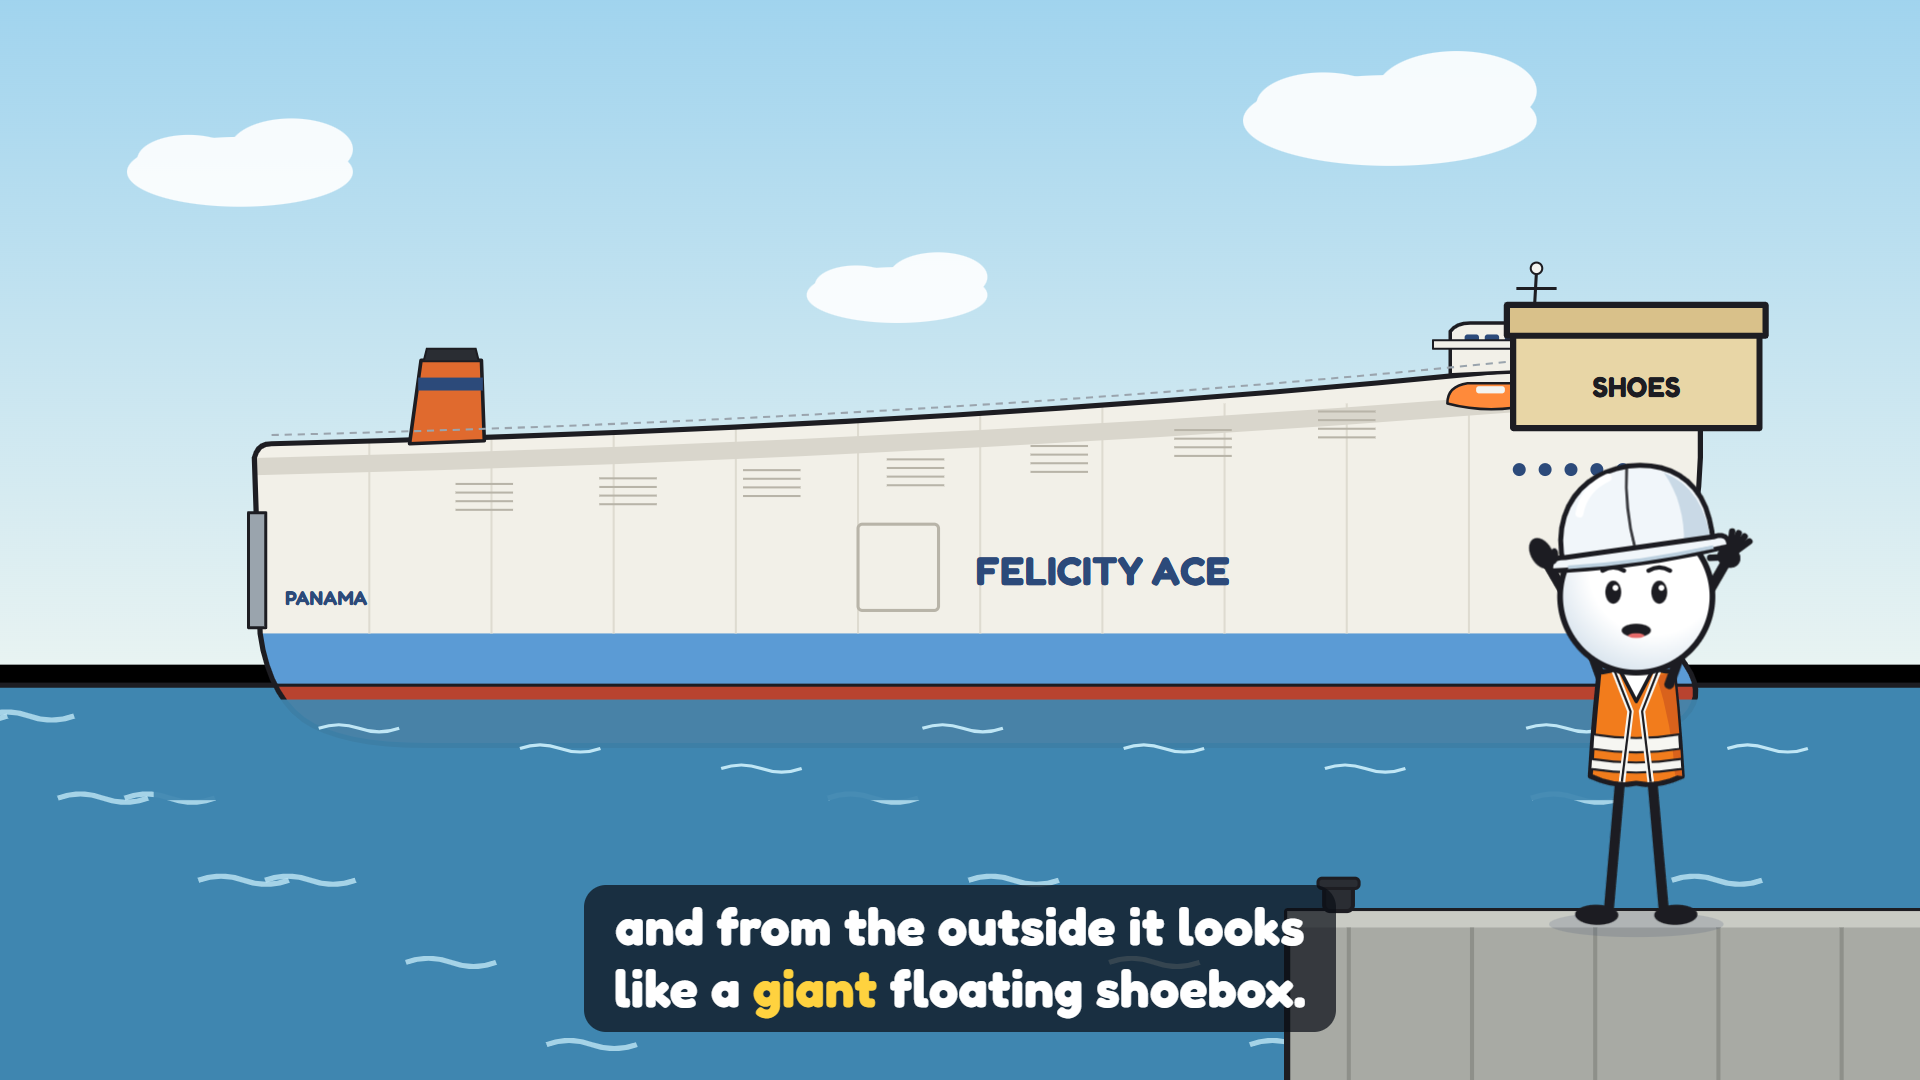 SHOES
FELICITY ACE
PANAMA
and from the outside it looks
like a giant floating shoebox.